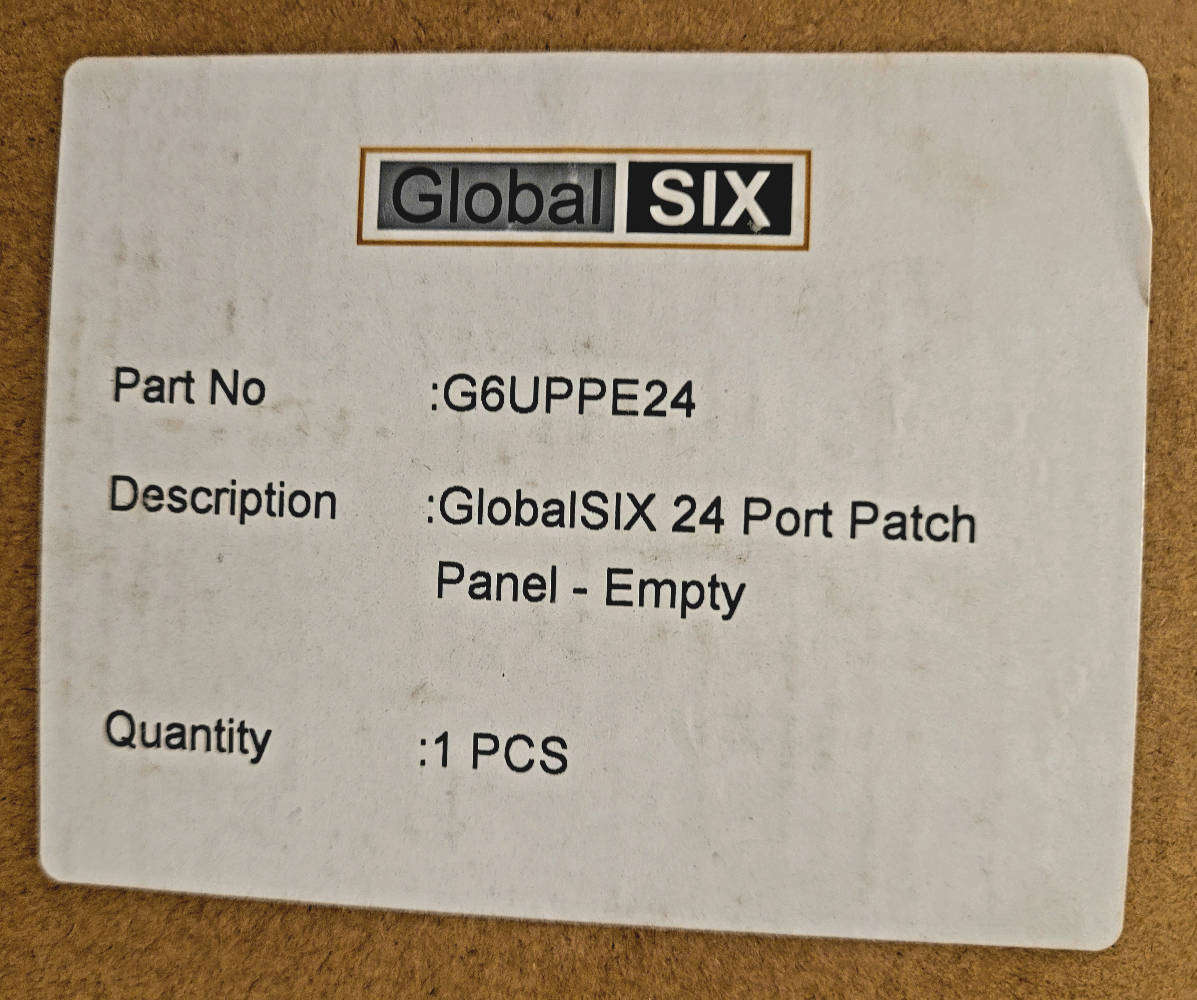 Global SIX
Part No :G6UPPE24
Description :GlobalSIX 24 Port Patch
Panel - Empty
Quantity :1 PCS